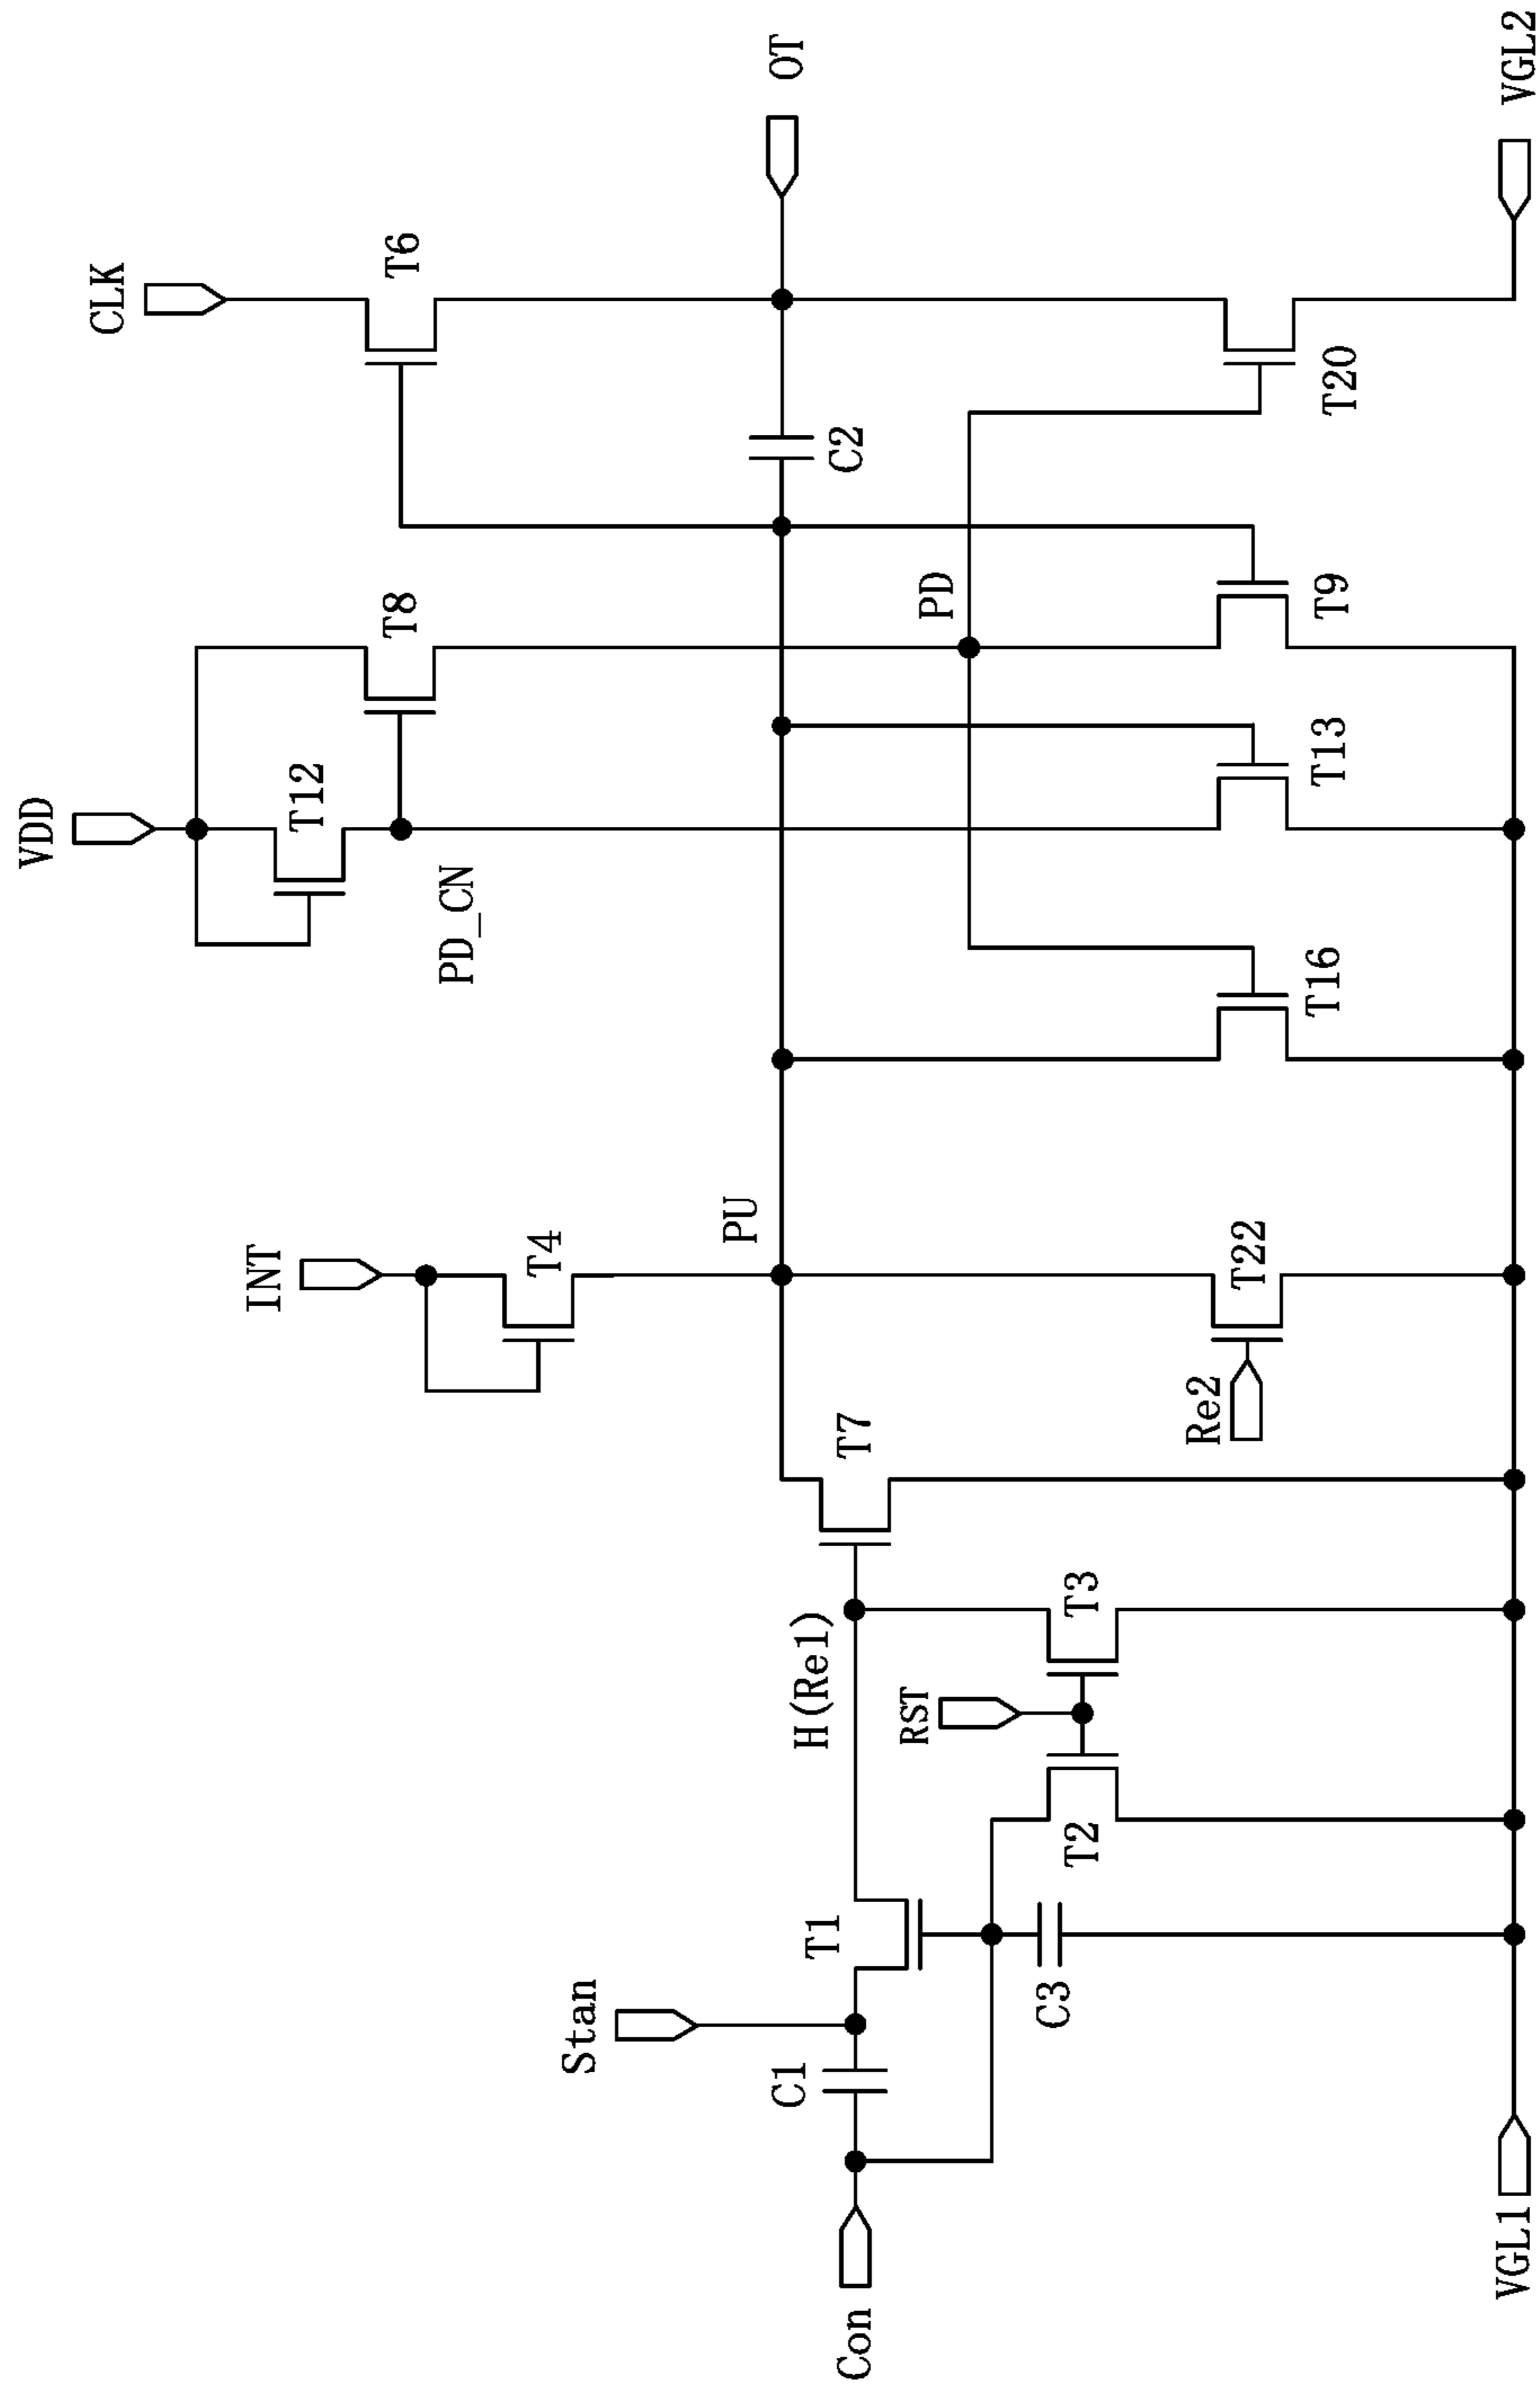 VDD
CLK
INT
T12
T8
T6
OT
PD_CN
Stan
T4
PU
C2
C1
T1
H(Re1)
T7
Con
RST
PD
C3
T2
T3
Re2
T22
T16
T13
T9
T20
VGL1
VGL2